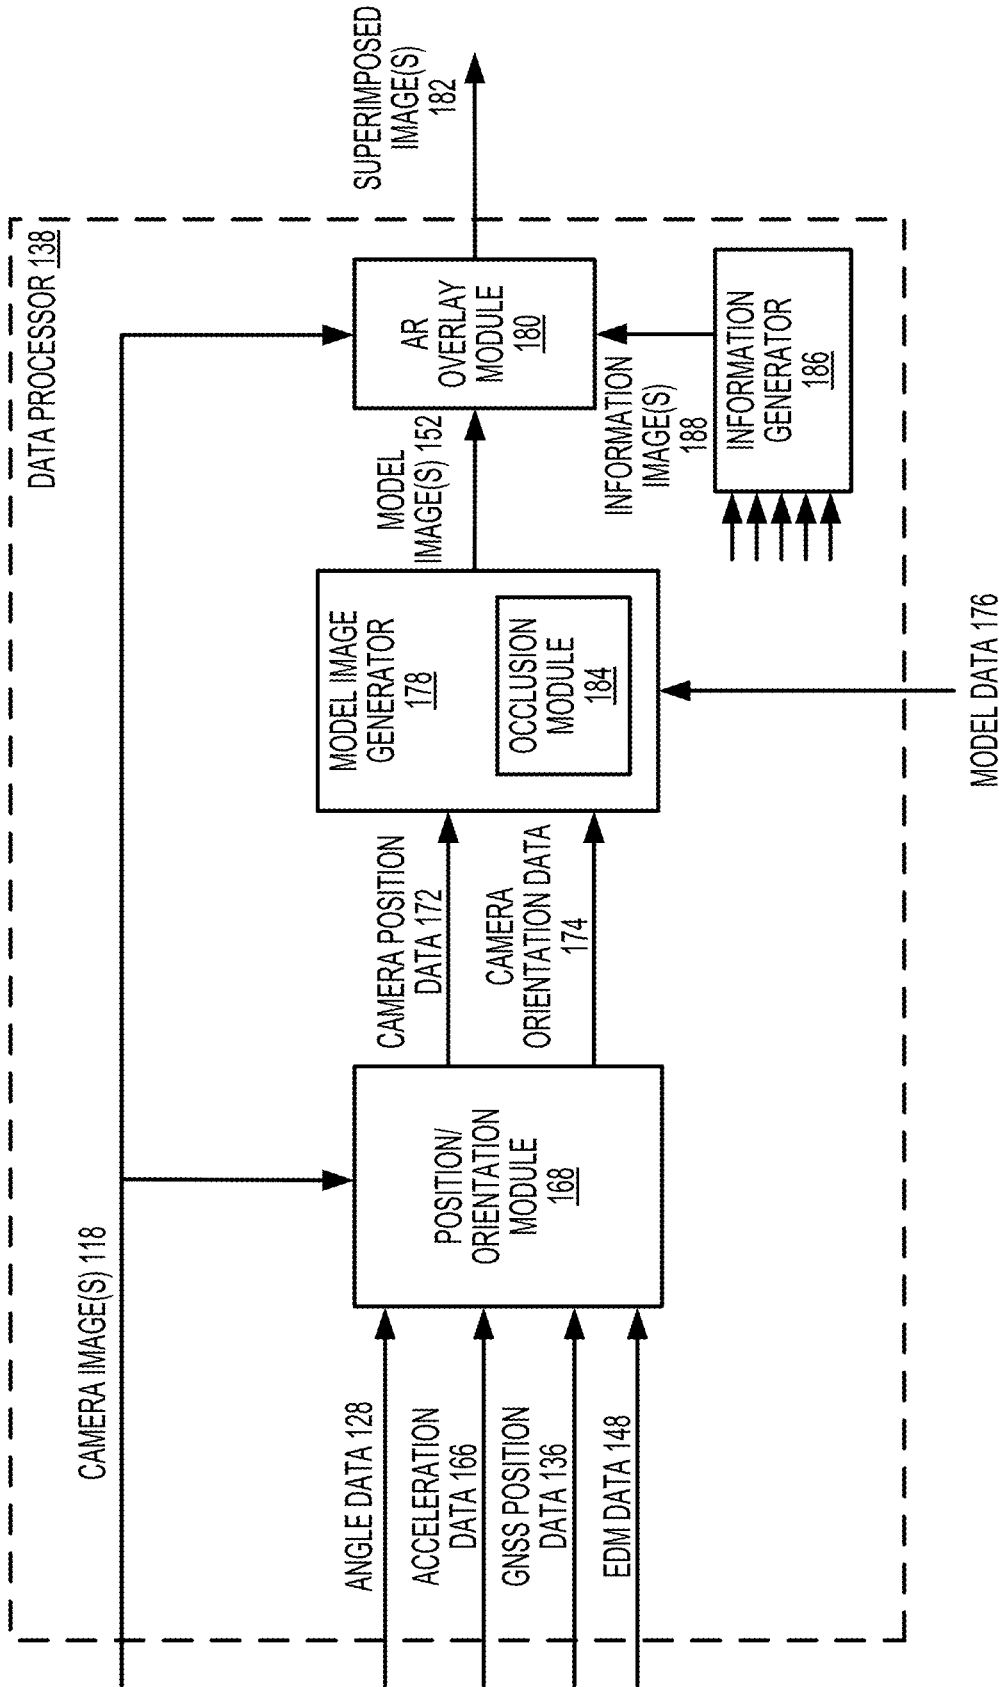 DATA PROCESSOR 138
CAMERA IMAGE(S) 118
ANGLE DATA 128
ACCELERATION
DATA 166
GNSS POSITION
DATA 136
EDM DATA 148
POSITION/
ORIENTATION
MODULE
168
CAMERA POSITION
DATA 172
CAMERA
ORIENTATION DATA
174
MODEL IMAGE
GENERATOR
178
OCCLUSION
MODULE
184
MODEL DATA 176
MODEL
IMAGE(S) 152
AR
OVERLAY
MODULE
180
INFORMATION
IMAGE(S)
188
INFORMATION
GENERATOR
186
SUPERIMPOSED
IMAGE(S)
182